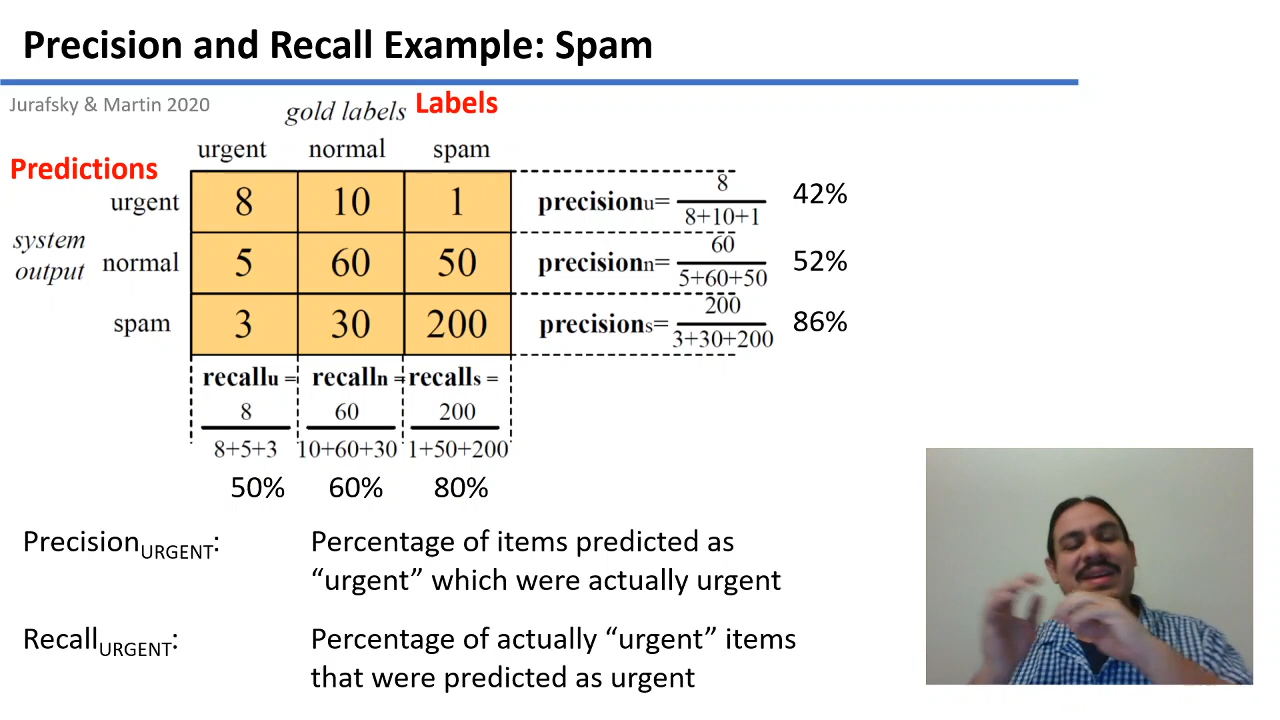 Precision and Recall Example: Spam
Jurafsky & Martin 2020
gold labels Labels
urgent normal spam
Predictions
urgent 8 10 1 precisionu= 8 / 8+10+1 42%
system output
normal 5 60 50 precisionn= 60 / 5+60+50 52%
spam 3 30 200 precisions= 200 / 3+30+200 86%
recallu = recalln = recalls =
8 60 200
8+5+3 10+60+30 1+50+200
50% 60% 80%
PrecisionURGENT: Percentage of items predicted as
“urgent” which were actually urgent
RecallURGENT: Percentage of actually “urgent” items
that were predicted as urgent